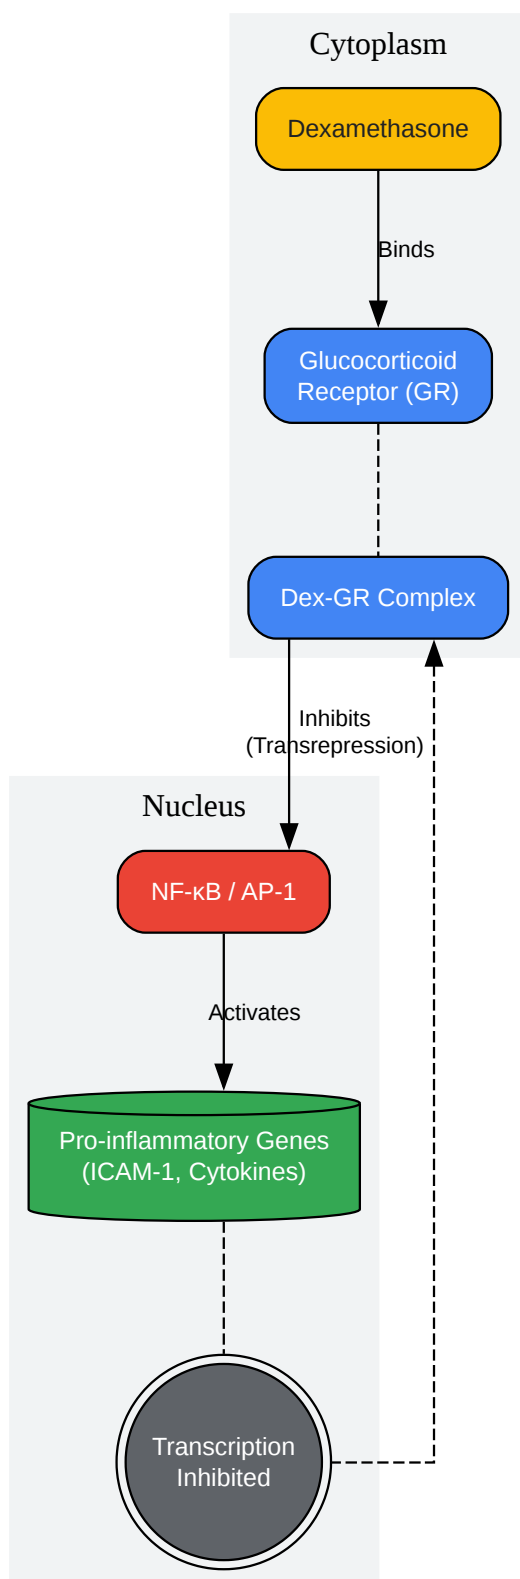 Cytoplasm
Dexamethasone
Binds
Glucocorticoid
Receptor (GR)
Dex-GR Complex
Inhibits
(Transrepression)
Nucleus
NF-κB / AP-1
Activates
Pro-inflammatory Genes
(ICAM-1, Cytokines)
Transcription
Inhibited